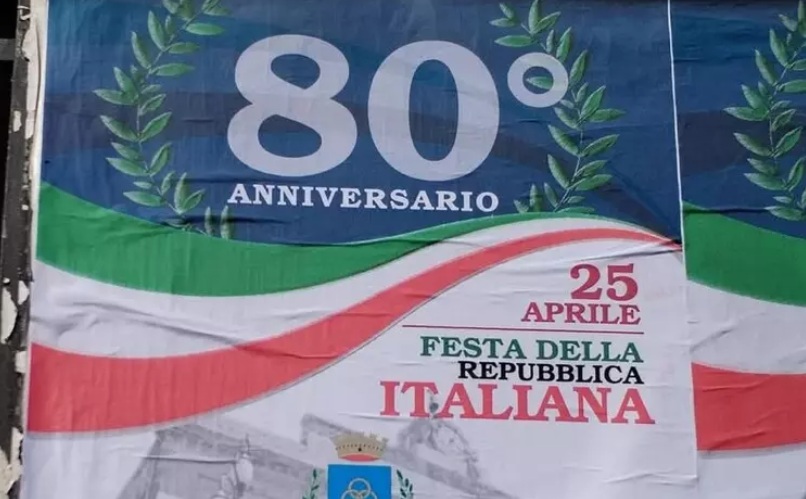 80°
ANNIVERSARIO
25
APRILE
FESTA DELLA
REPUBBLICA
ITALIANA